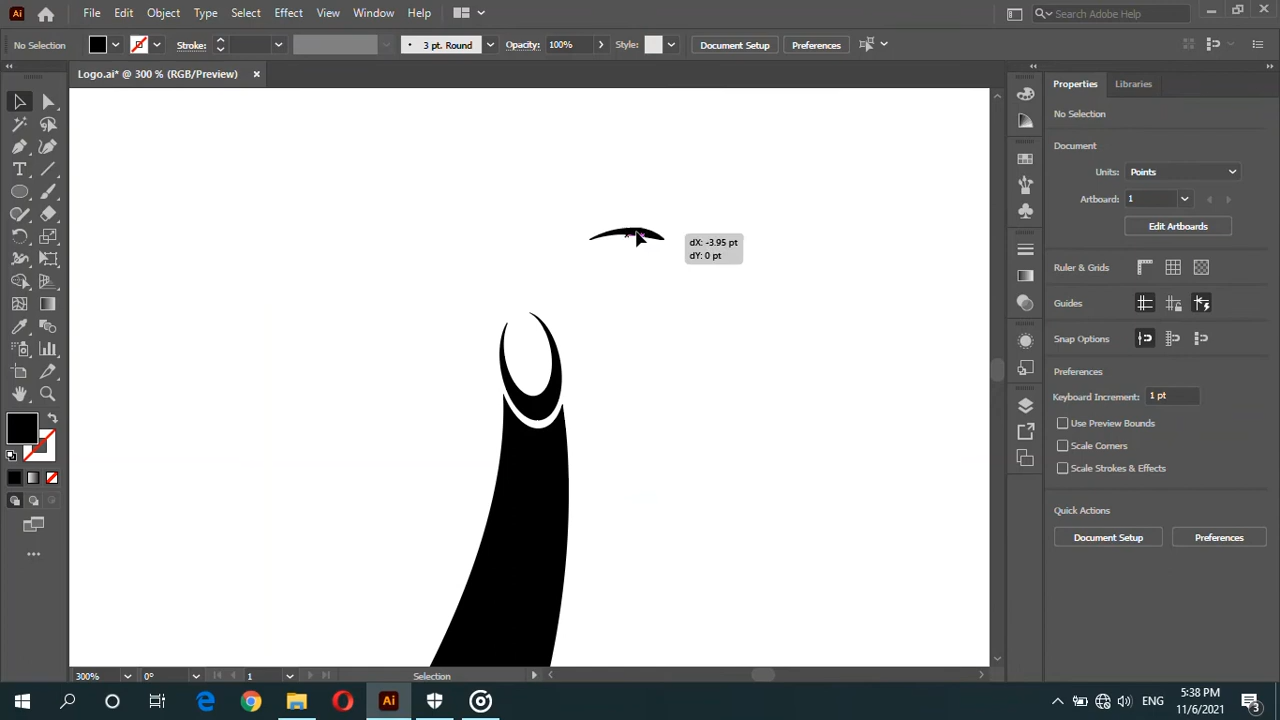 Ai File Edit Object Type Select Effect View Window Help Search Adobe Help
No Selection Stroke: 3 pt. Round Opacity: 100% Style: Document Setup Preferences
Logo.ai* @ 300 % (RGB/Preview) ×
Properties Libraries
No Selection
Document
Units: Points
Artboard: 1
Edit Artboards
dX: -3.95 pt
dY: 0 pt
Ruler & Grids
Guides
Snap Options
Preferences
Keyboard Increment: 1 pt
Use Preview Bounds
Scale Corners
Scale Strokes & Effects
Quick Actions
Document Setup Preferences
300% 0° 1 Selection
Ai ENG 5:38 PM
11/6/2021 3